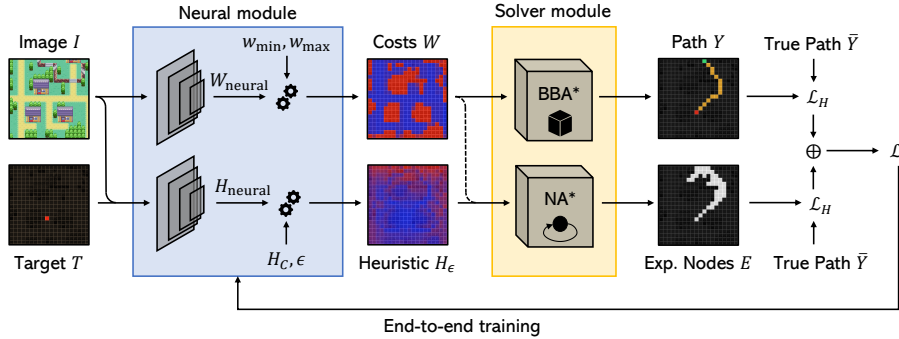 Neural module
Solver module
Image I
w_min, w_max
Costs W
Path Y
True Path Ȳ
W_neural
BBA*
ℒ_H
⊕
ℒ
H_neural
NA*
ℒ_H
Target T
H_C, ϵ
Heuristic H_ϵ
Exp. Nodes E
True Path Ȳ
End-to-end training